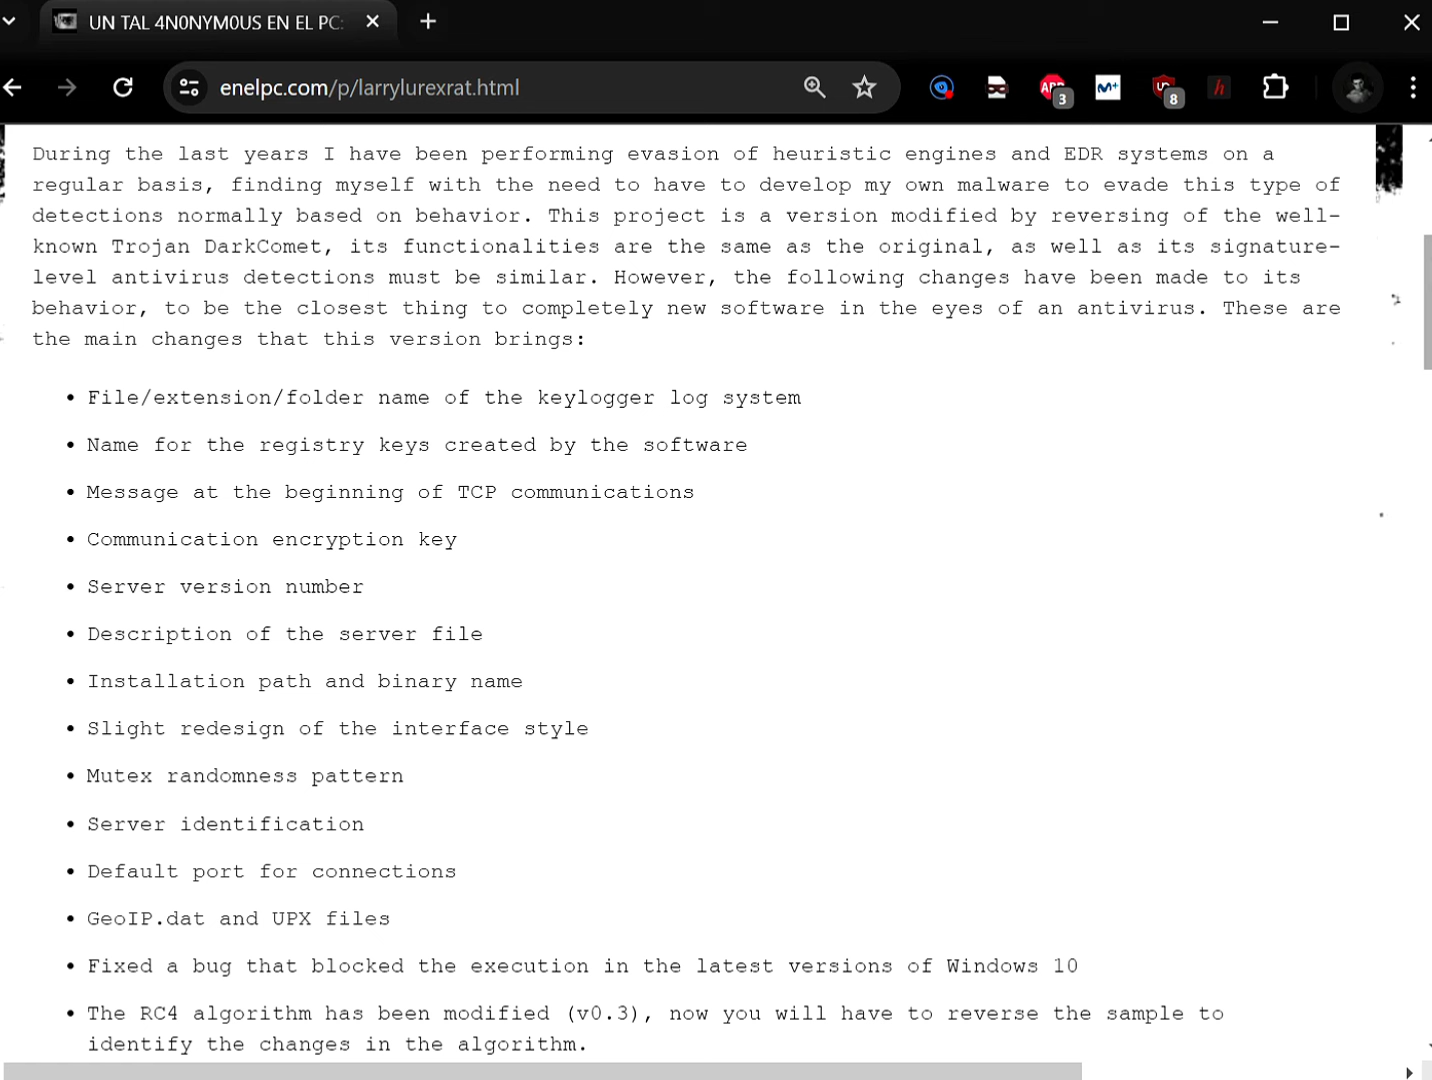 UN TAL 4N0NYM0US EN EL PC:
enelpc.com/p/larrylurexrat.html
3
8
During the last years I have been performing evasion of heuristic engines and EDR systems on a
regular basis, finding myself with the need to have to develop my own malware to evade this type of
detections normally based on behavior. This project is a version modified by reversing of the well-
known Trojan DarkComet, its functionalities are the same as the original, as well as its signature-
level antivirus detections must be similar. However, the following changes have been made to its
behavior, to be the closest thing to completely new software in the eyes of an antivirus. These are
the main changes that this version brings:
• File/extension/folder name of the keylogger log system
• Name for the registry keys created by the software
• Message at the beginning of TCP communications
• Communication encryption key
• Server version number
• Description of the server file
• Installation path and binary name
• Slight redesign of the interface style
• Mutex randomness pattern
• Server identification
• Default port for connections
• GeoIP.dat and UPX files
• Fixed a bug that blocked the execution in the latest versions of Windows 10
• The RC4 algorithm has been modified (v0.3), now you will have to reverse the sample to
identify the changes in the algorithm.